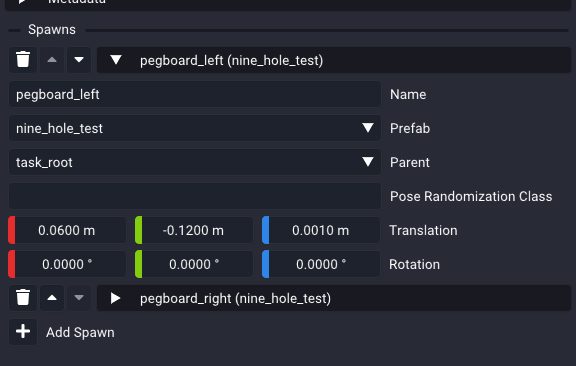 Metadata
Spawns
pegboard_left (nine_hole_test)
pegboard_left Name
nine_hole_test Prefab
task_root Parent
Pose Randomization Class
0.0600 m -0.1200 m 0.0010 m Translation
0.0000 ° 0.0000 ° 0.0000 ° Rotation
pegboard_right (nine_hole_test)
Add Spawn